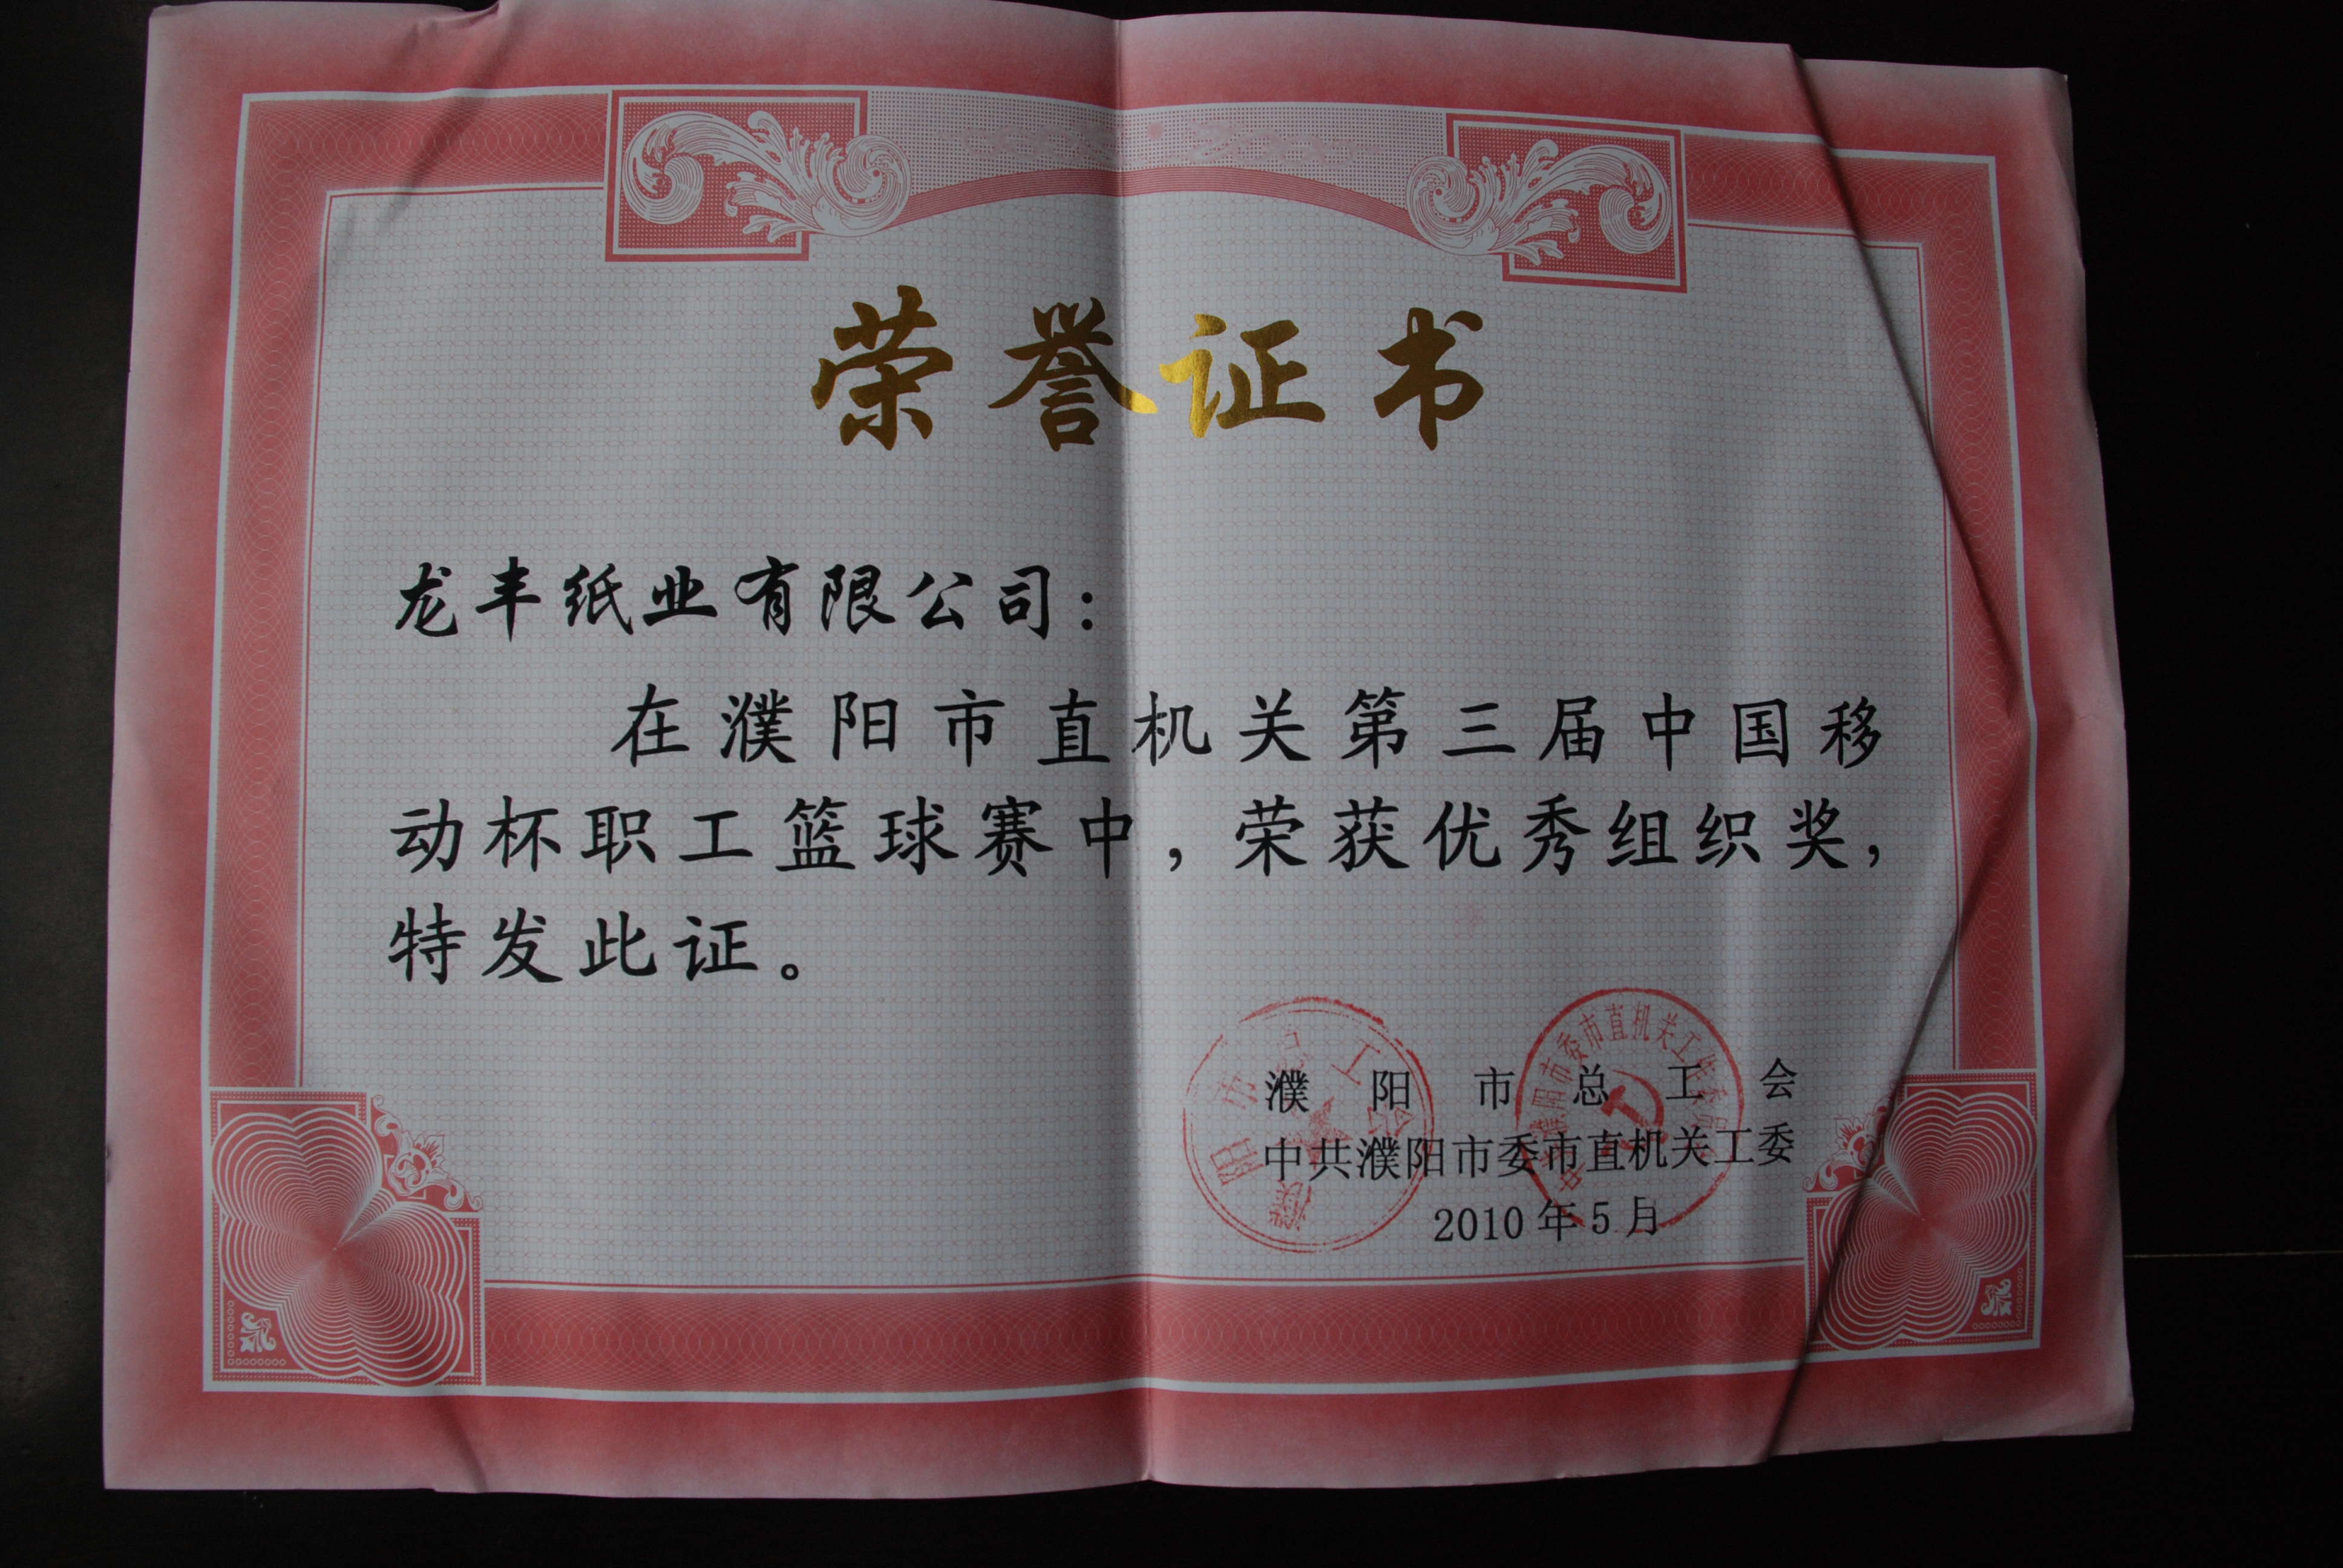 荣誉证书
龙丰纸业有限公司：
在濮阳市直机关第三届中国移
动杯职工篮球赛中，荣获优秀组织奖，
特发此证。
濮阳市总工会
中共濮阳市委市直机关工委
2010年5月